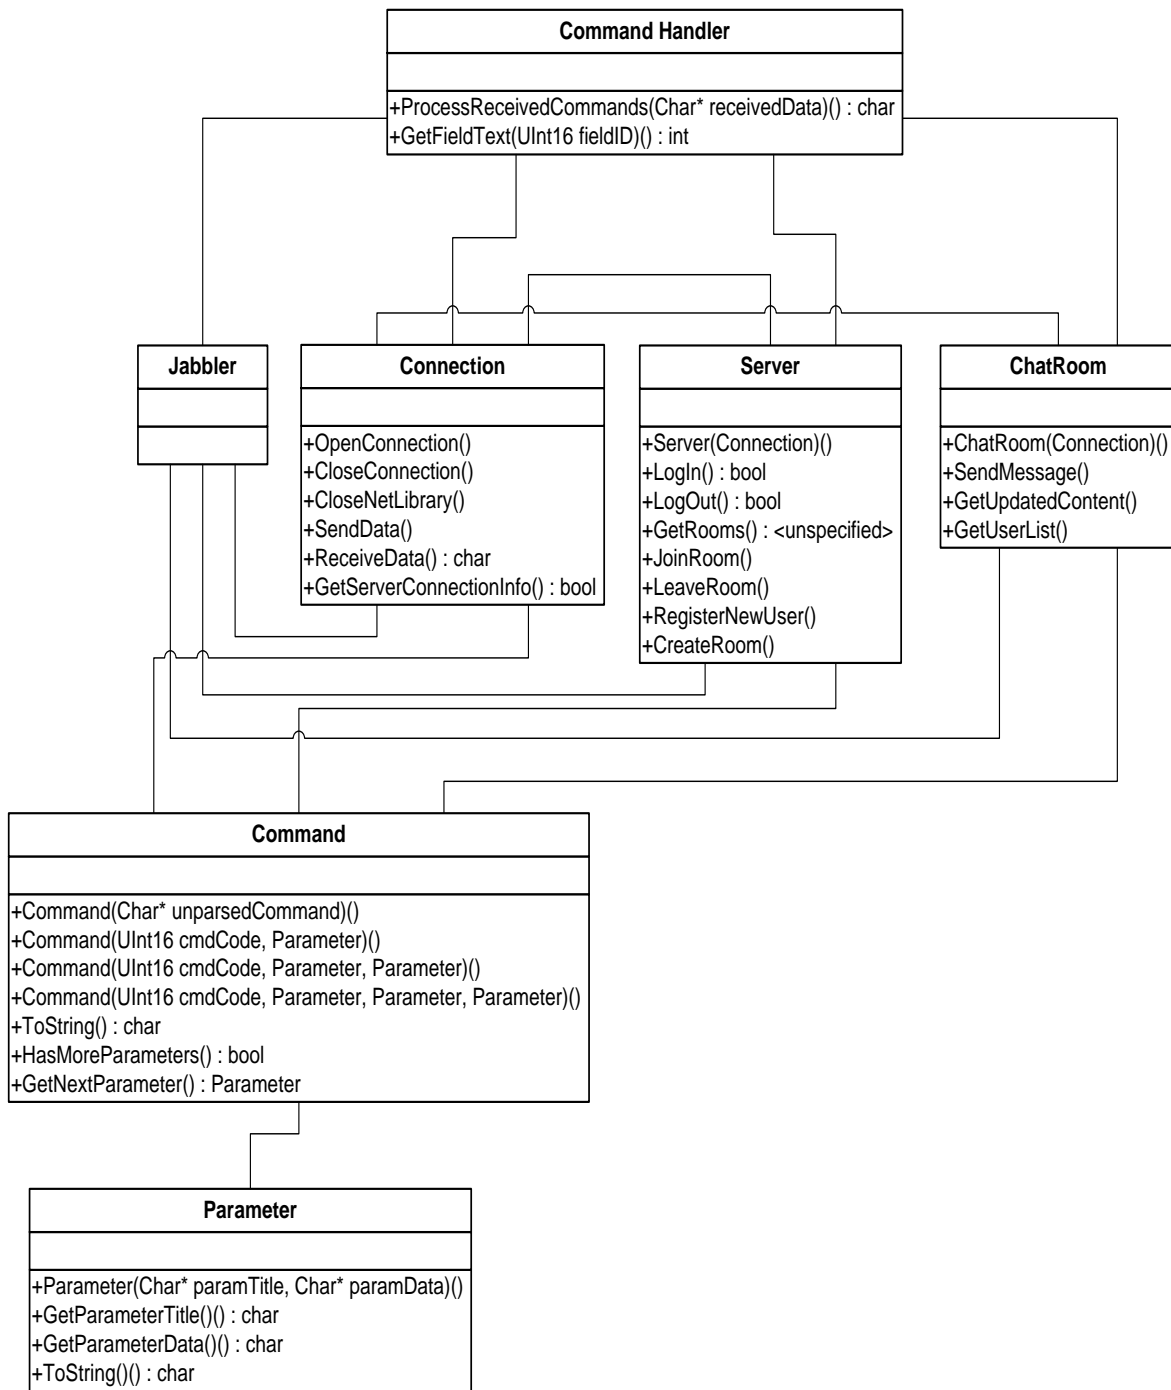 Command Handler
+ProcessReceivedCommands(Char* receivedData)() : char
+GetFieldText(UInt16 fieldID)() : int
Jabbler
Connection
+OpenConnection()
+CloseConnection()
+CloseNetLibrary()
+SendData()
+ReceiveData() : char
+GetServerConnectionInfo() : bool
Server
+Server(Connection)()
+LogIn() : bool
+LogOut() : bool
+GetRooms() : <unspecified>
+JoinRoom()
+LeaveRoom()
+RegisterNewUser()
+CreateRoom()
ChatRoom
+ChatRoom(Connection)()
+SendMessage()
+GetUpdatedContent()
+GetUserList()
Command
+Command(Char* unparsedCommand)()
+Command(UInt16 cmdCode, Parameter)()
+Command(UInt16 cmdCode, Parameter, Parameter)()
+Command(UInt16 cmdCode, Parameter, Parameter, Parameter)()
+ToString() : char
+HasMoreParameters() : bool
+GetNextParameter() : Parameter
Parameter
+Parameter(Char* paramTitle, Char* paramData)()
+GetParameterTitle()() : char
+GetParameterData()() : char
+ToString()() : char